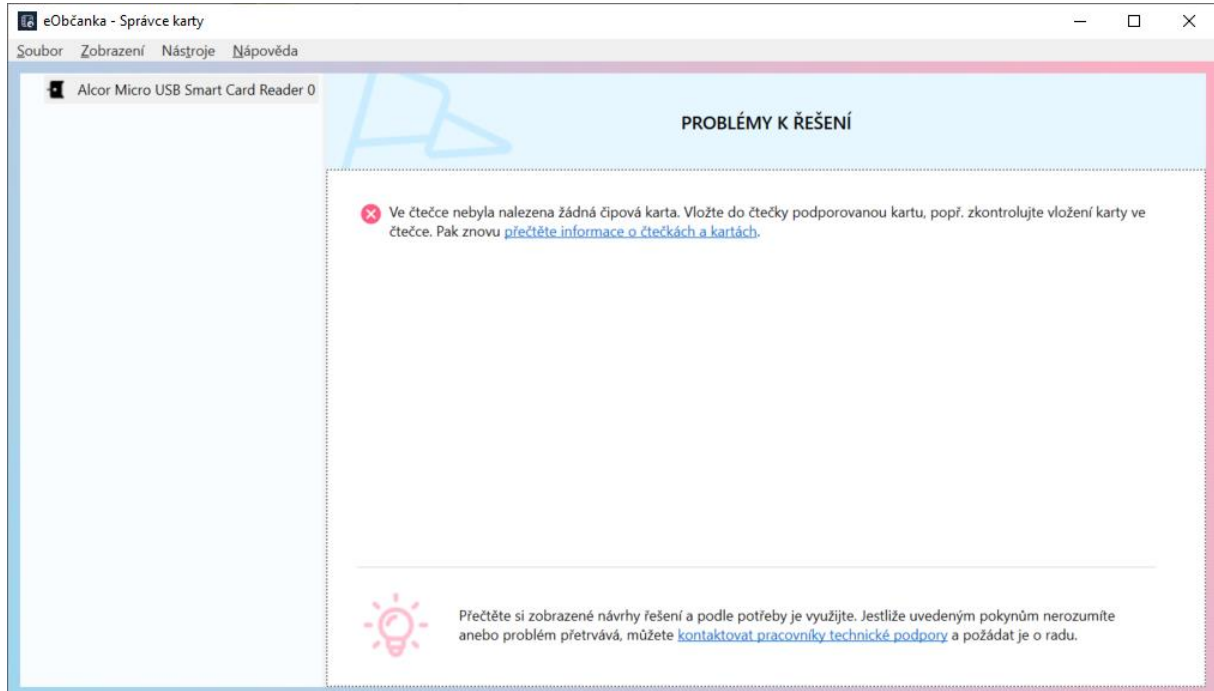 eObčanka - Správce karty
Soubor Zobrazení Nástroje Nápověda
Alcor Micro USB Smart Card Reader 0
PROBLÉMY K ŘEŠENÍ
Ve čtečce nebyla nalezena žádná čipová karta. Vložte do čtečky podporovanou kartu, popř. zkontrolujte vložení karty ve
čtečce. Pak znovu přečtěte informace o čtečkách a kartách.
Přečtěte si zobrazené návrhy řešení a podle potřeby je využijte. Jestliže uvedeným pokynům nerozumíte
anebo problém přetrvává, můžete kontaktovat pracovníky technické podpory a požádat je o radu.